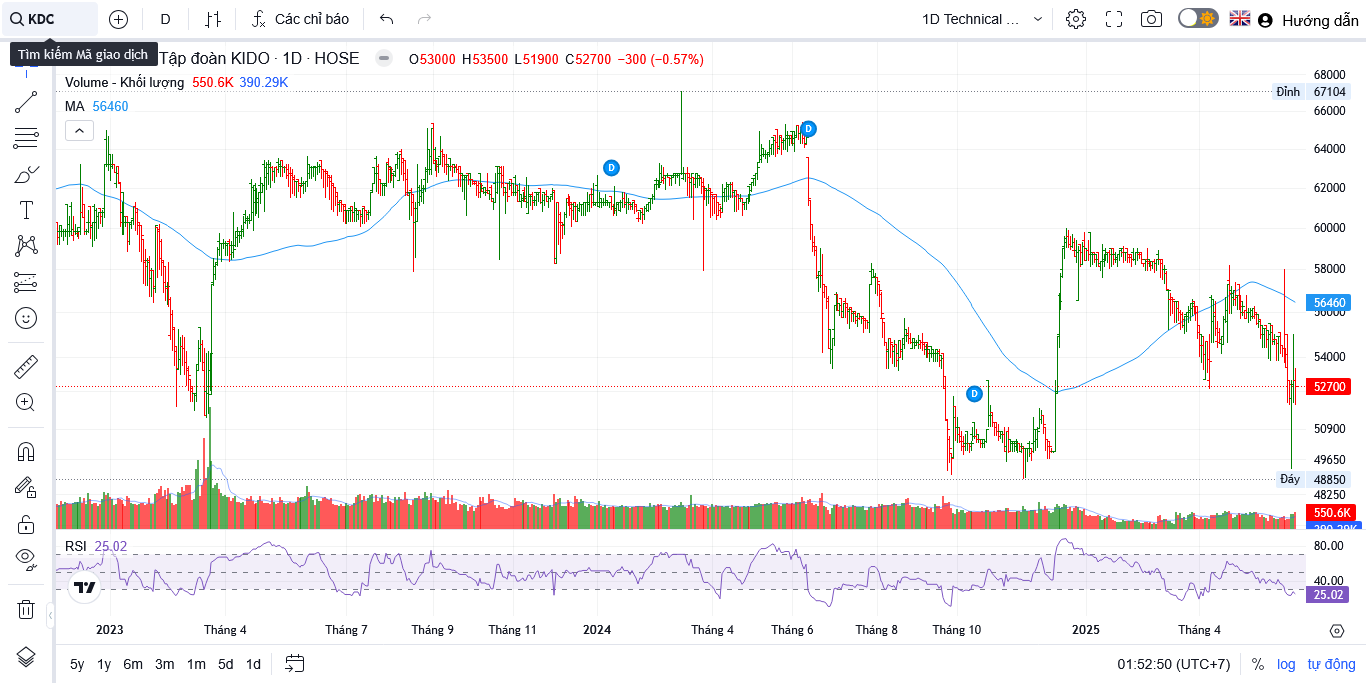 KDC
D
Các chỉ báo
1D Technical ...
Hướng dẫn
Tìm kiếm Mã giao dịch
Tập đoàn KIDO · 1D · HOSE
O53000 H53500 L51900 C52700 −300 (−0.57%)
Volume - Khối lượng 550.6K 390.29K
MA 56460
68000
Đỉnh 67104
66000
64000
62000
60000
58000
56460
56000
54000
52700
50900
49650
Đáy 48850
48250
550.6K
390.29K
D
D
D
RSI 25.02
80.00
40.00
25.02
2023 Tháng 4 Tháng 7 Tháng 9 Tháng 11 2024 Tháng 4 Tháng 6 Tháng 8 Tháng 10 2025 Tháng 4
5y 1y 6m 3m 1m 5d 1d
01:52:50 (UTC+7) % log tự động